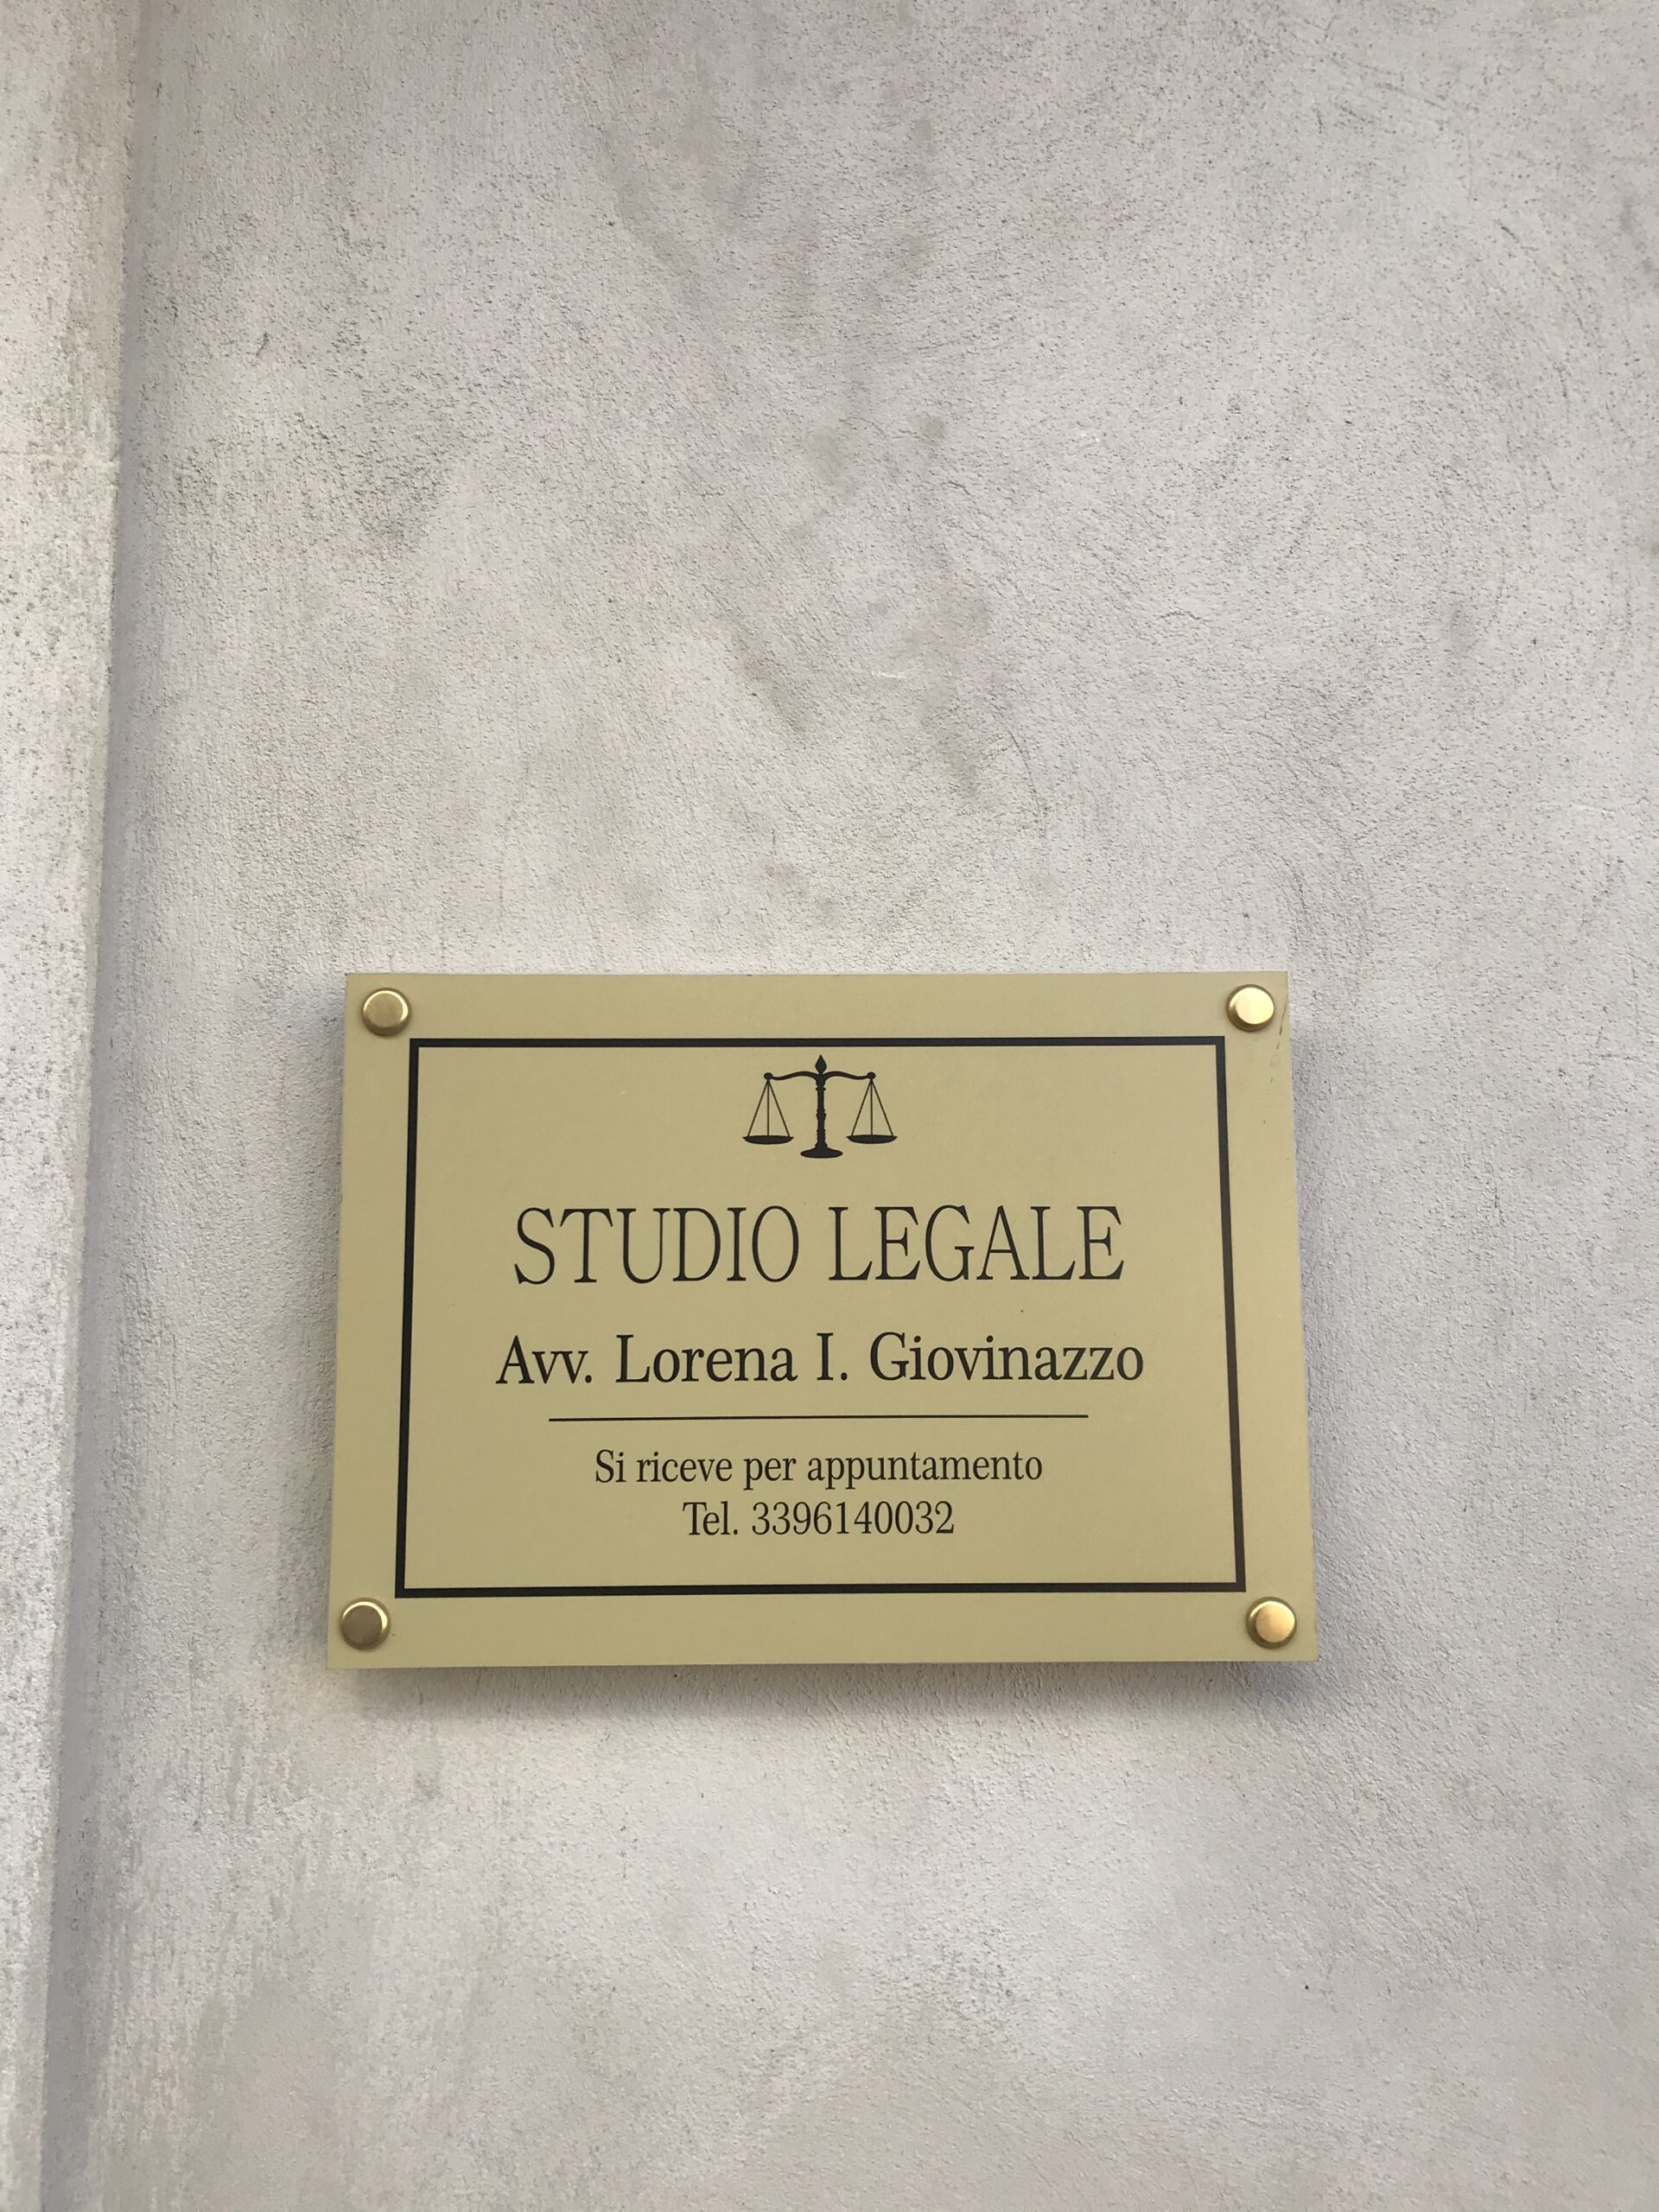 STUDIO LEGALE
Avv. Lorena I. Giovinazzo
Si riceve per appuntamento
Tel. 3396140032